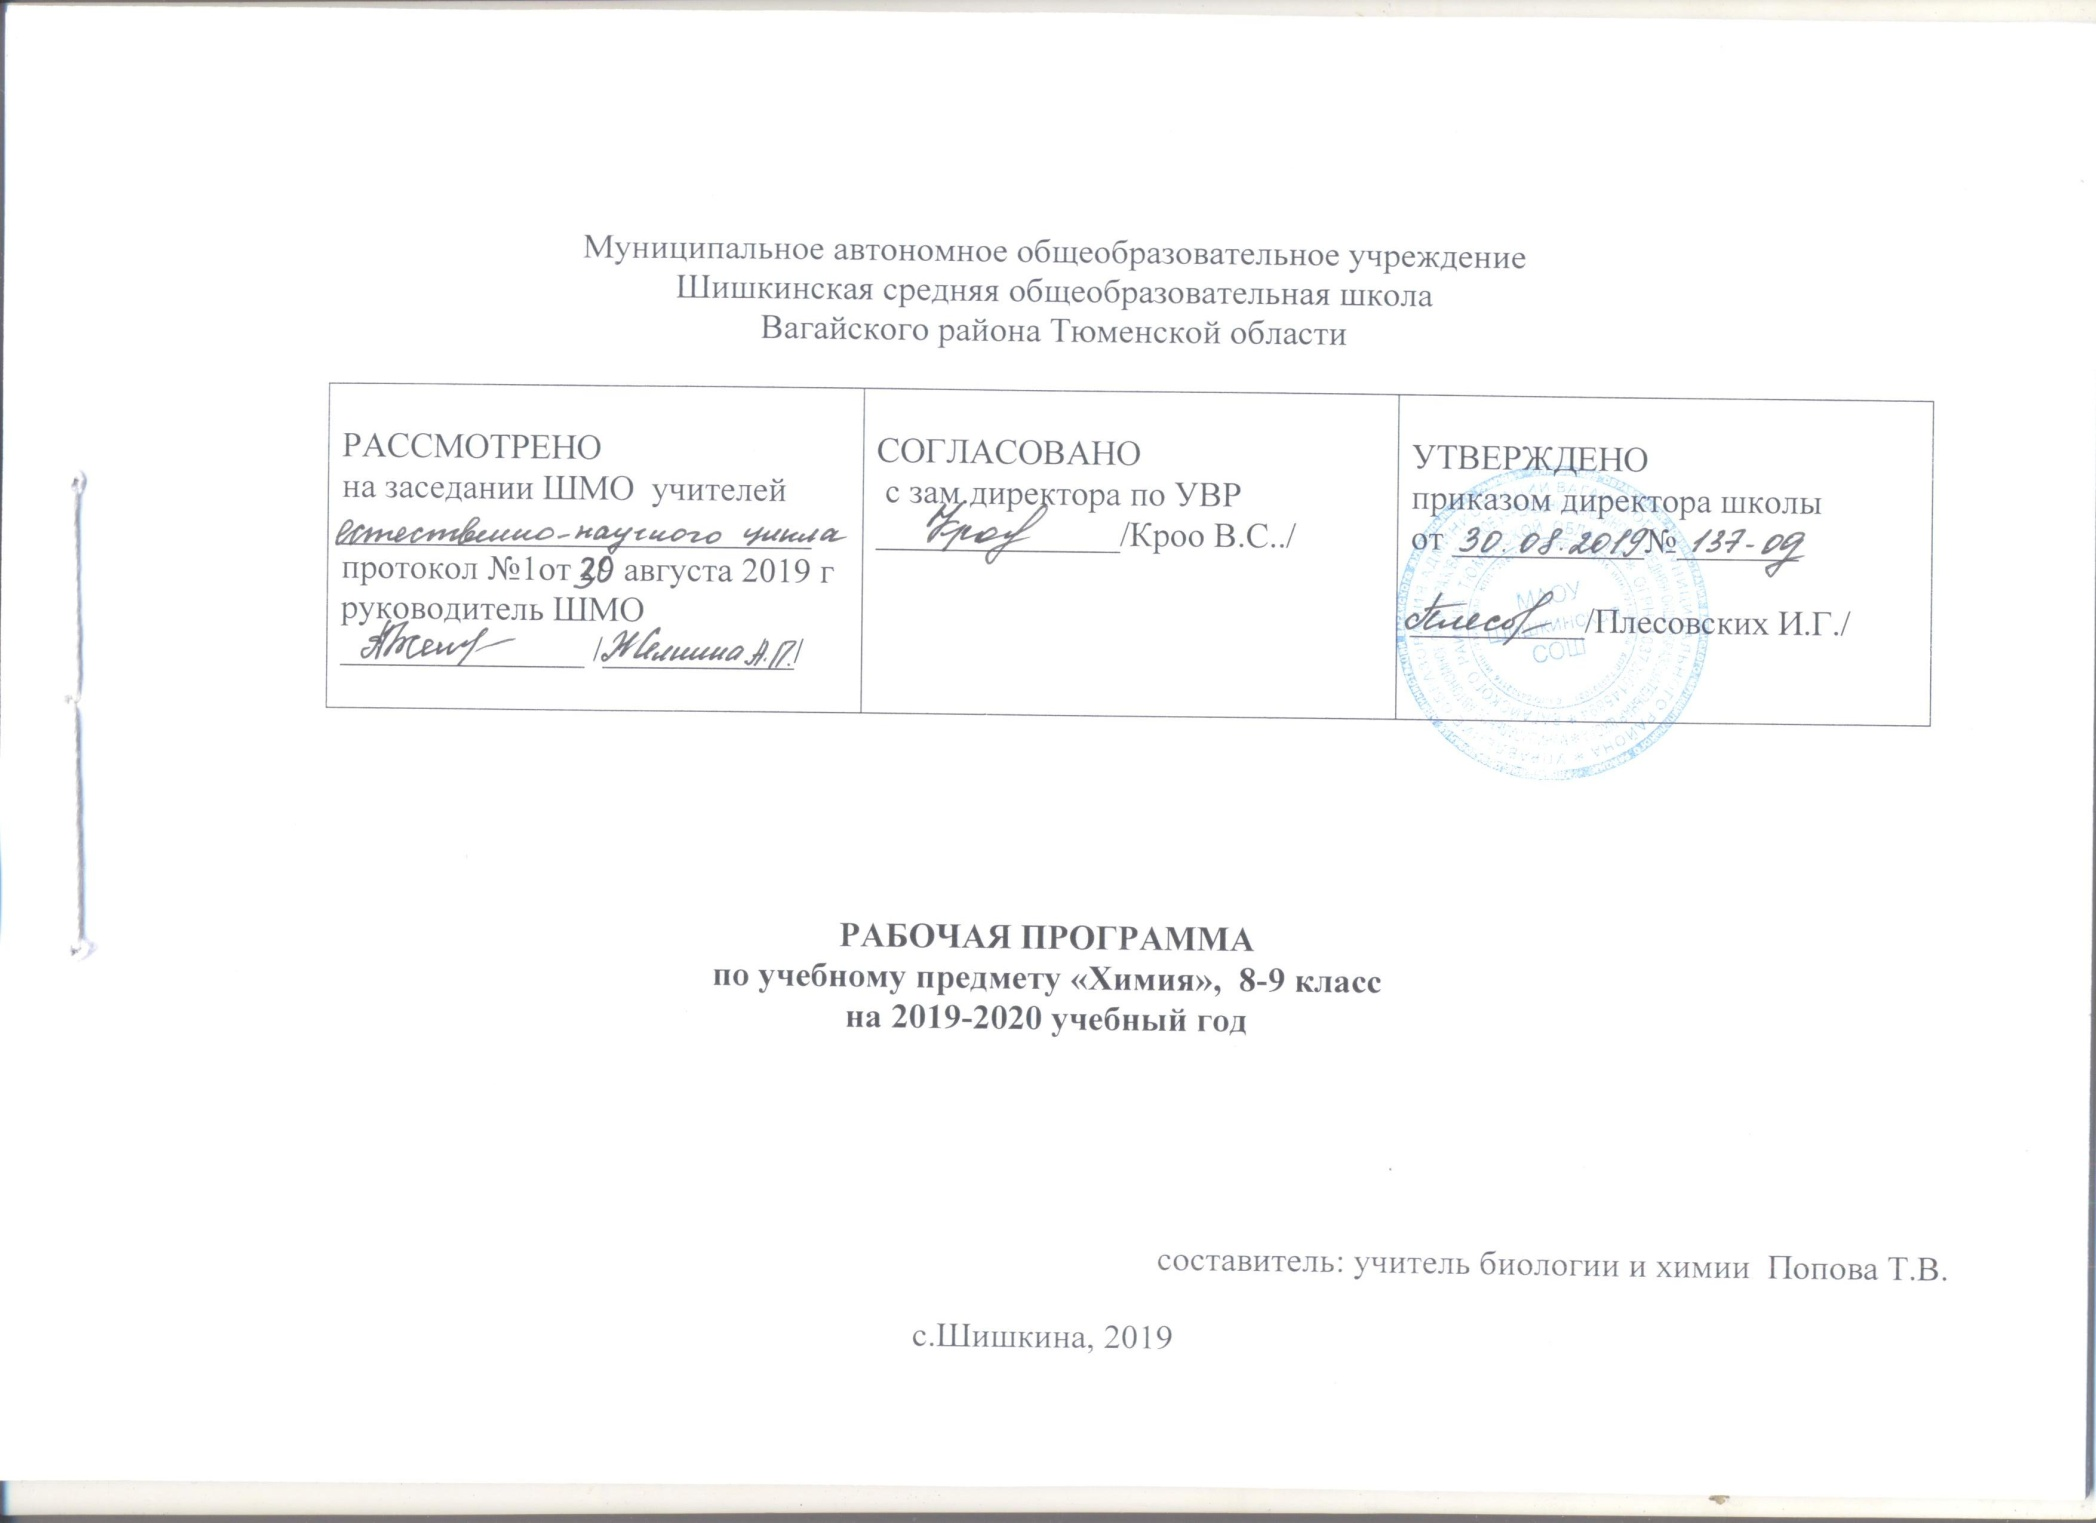 Муниципальное автономное общеобразовательное учреждение
Шишкинская средняя общеобразовательная школа
Вагайского района Тюменской области
РАССМОТРЕНО
на заседании ШМО учителей
естественно-научного цикла
протокол №1от 30 августа 2019 г
руководитель ШМО
/Желнина А.П./
СОГЛАСОВАНО
с зам.директора по УВР
/Кроо В.С../
УТВЕРЖДЕНО
приказом директора школы
от 30.08.2019№ 137-од
/Плесовских И.Г./
МАОУ
ШИШКИНСКАЯ
СОШ
РАБОЧАЯ ПРОГРАММА
по учебному предмету «Химия», 8-9 класс
на 2019-2020 учебный год
составитель: учитель биологии и химии Попова Т.В.
с.Шишкина, 2019